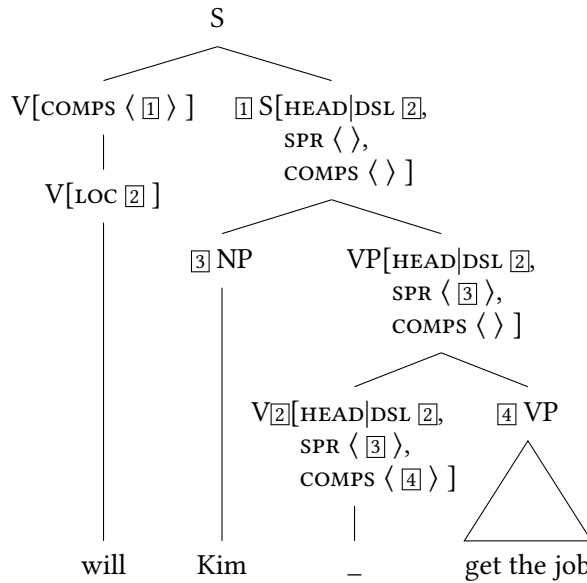 S
V[COMPS ⟨ 1 ⟩ ] 1 S[HEAD|DSL 2,
SPR ⟨ ⟩,
COMPS ⟨ ⟩ ]
V[LOC 2 ]
3 NP VP[HEAD|DSL 2,
SPR ⟨ 3 ⟩,
COMPS ⟨ ⟩ ]
V2[HEAD|DSL 2, 4 VP
SPR ⟨ 3 ⟩,
COMPS ⟨ 4 ⟩ ]
will Kim _ get the job